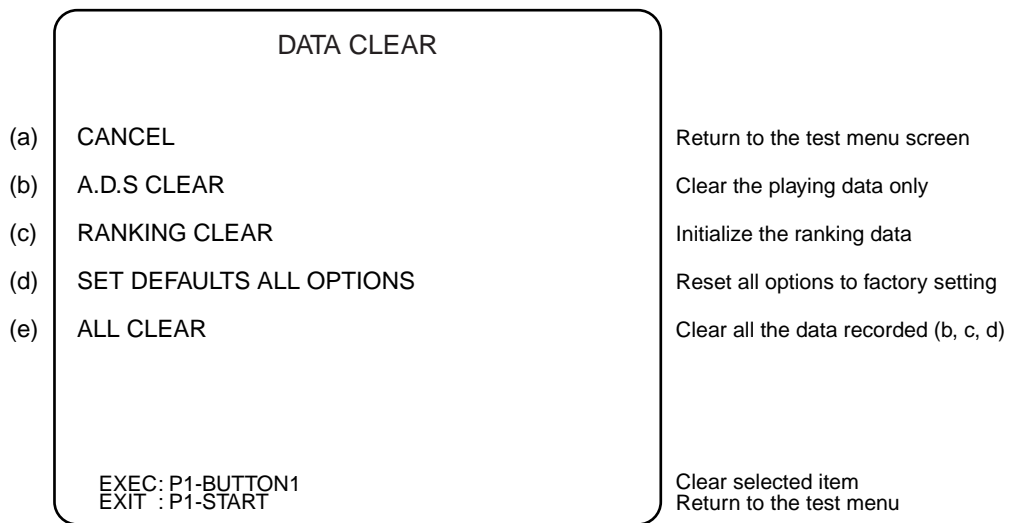 DATA CLEAR
(a) CANCEL Return to the test menu screen
(b) A.D.S CLEAR Clear the playing data only
(c) RANKING CLEAR Initialize the ranking data
(d) SET DEFAULTS ALL OPTIONS Reset all options to factory setting
(e) ALL CLEAR Clear all the data recorded (b, c, d)
EXEC: P1-BUTTON1 Clear selected item
EXIT : P1-START Return to the test menu